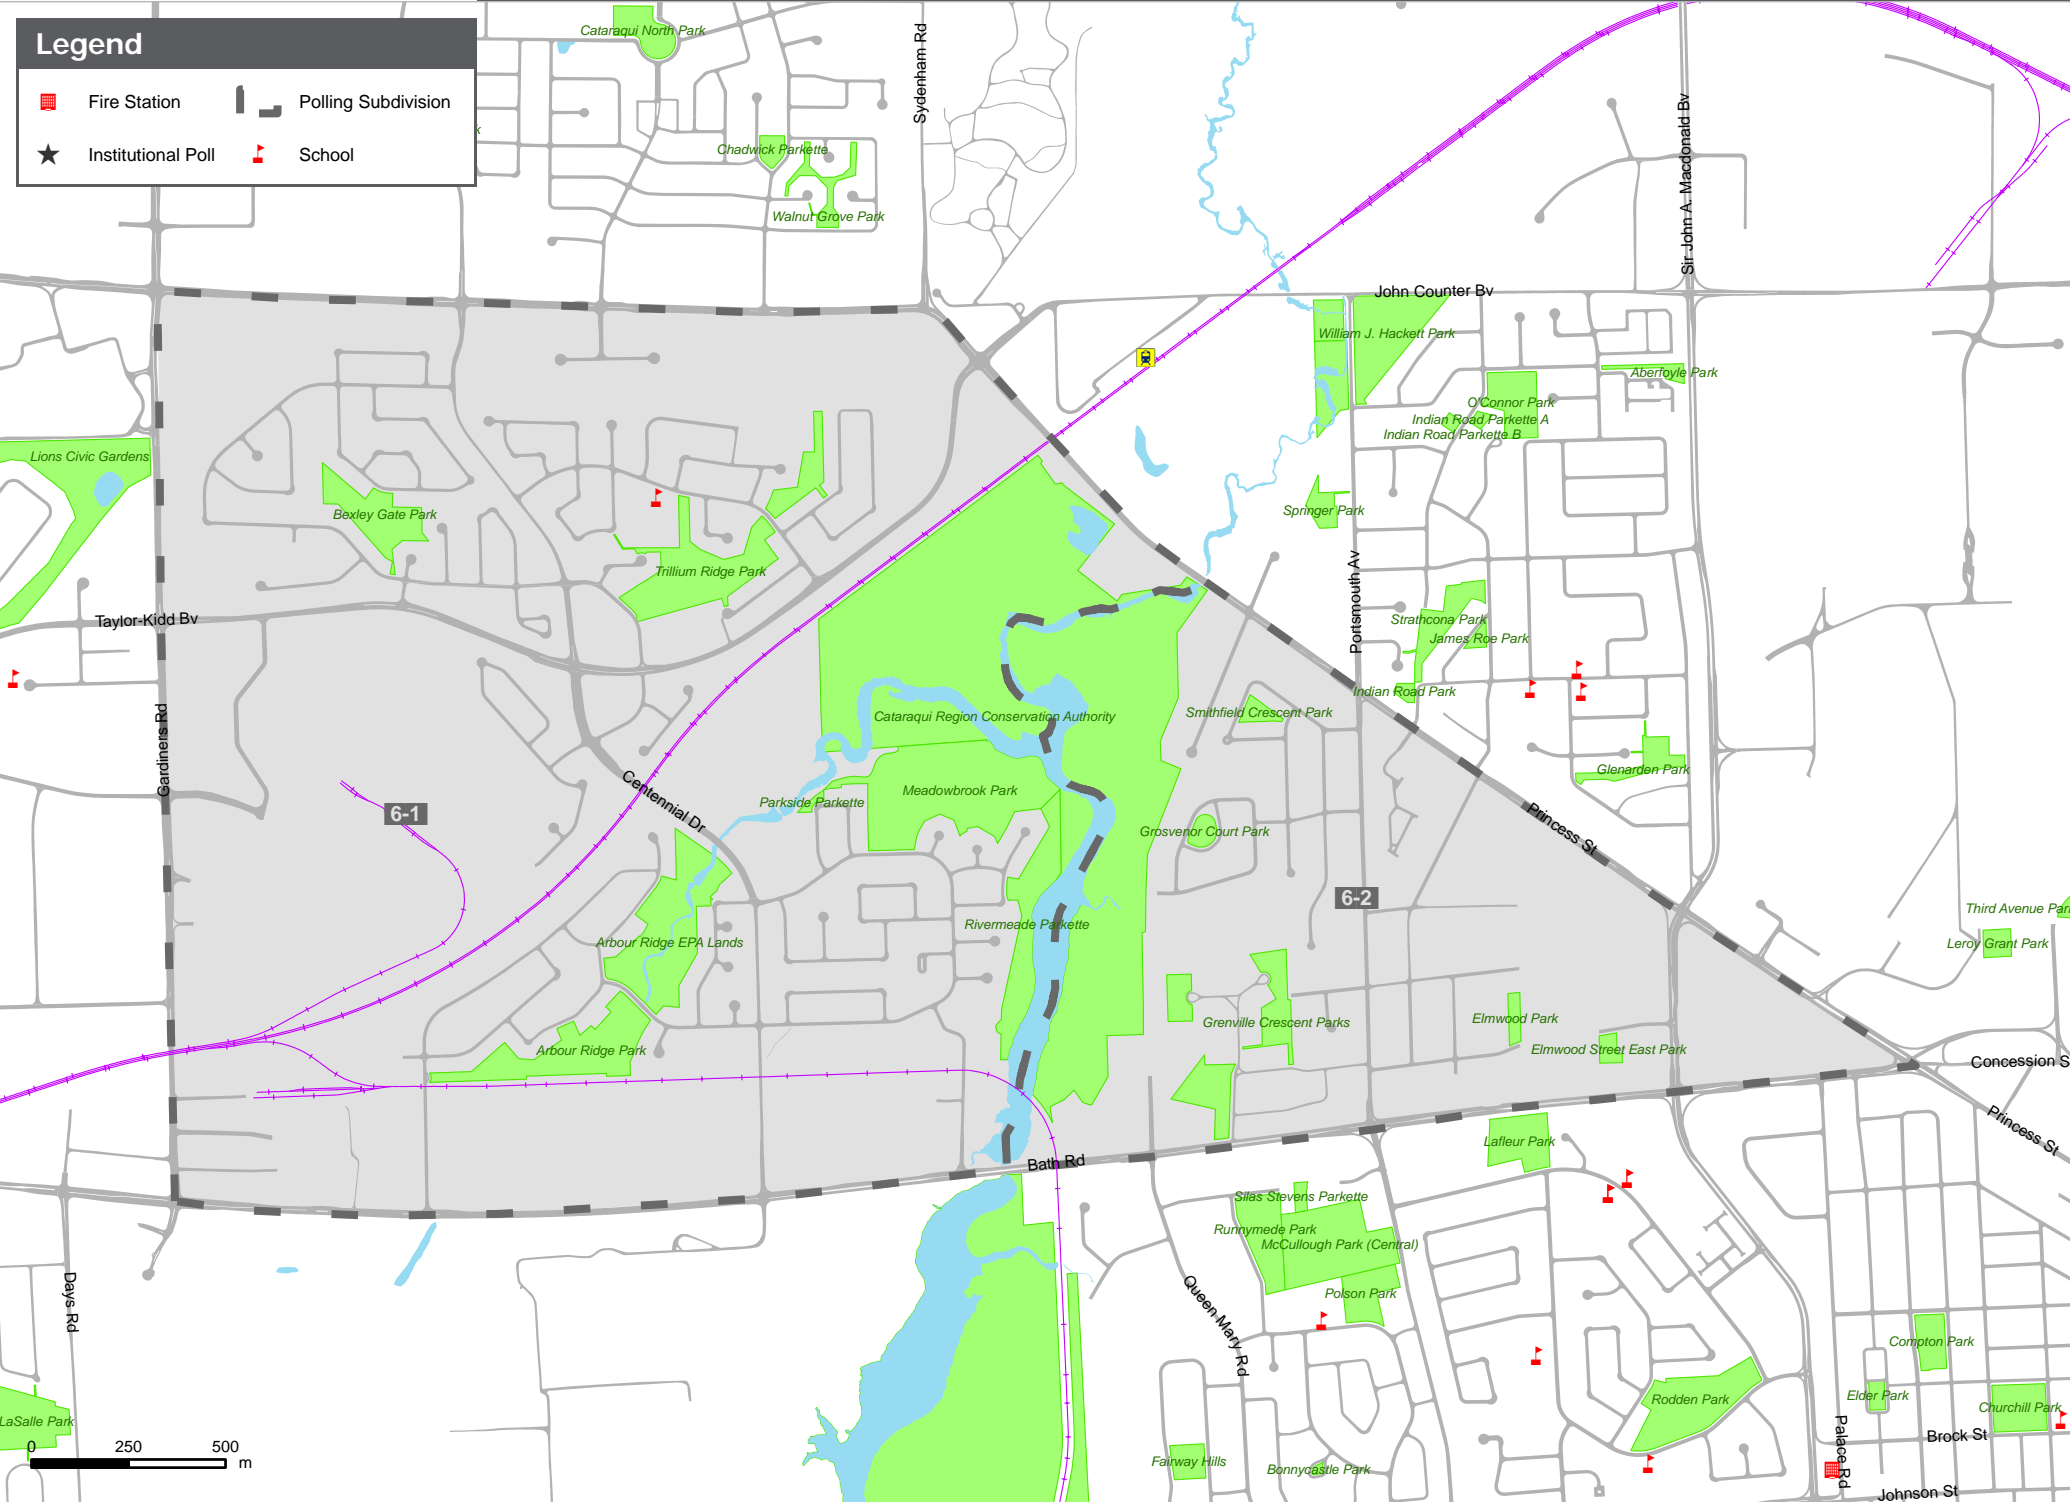 Legend
Fire Station
Polling Subdivision
Institutional Poll
School
Cataraqui North Park
Sydenham Rd
Chadwick Parkette
Walnut Grove Park
k
Sir John A. Macdonald Bv
John Counter Bv
William J. Hackett Park
Aberfoyle Park
O'Connor Park
Indian Road Parkette A
Indian Road Parkette B
Lions Civic Gardens
Bexley Gate Park
Springer Park
Trillium Ridge Park
Portsmouth Av
Taylor-Kidd Bv
Strathcona Park
James Roe Park
Indian Road Park
Gardiners Rd
Cataraqui Region Conservation Authority
Smithfield Crescent Park
Glenarden Park
Centennial Dr
Meadowbrook Park
Parkside Parkette
6-1
Grosvenor Court Park
Princess St
6-2
Third Avenue Par
Rivermeade Parkette
Arbour Ridge EPA Lands
Leroy Grant Park
Grenville Crescent Parks
Elmwood Park
Elmwood Street East Park
Arbour Ridge Park
Concession S
Princess St
Lafleur Park
Bath Rd
Silas Stevens Parkette
Runnymede Park
McCullough Park (Central)
Polson Park
Days Rd
Queen Mary Rd
Compton Park
Elder Park
Rodden Park
Churchill Park
LaSalle Park
Palace Rd
Brock St
0 250 500
m
Fairway Hills
Bonnycastle Park
Johnson St